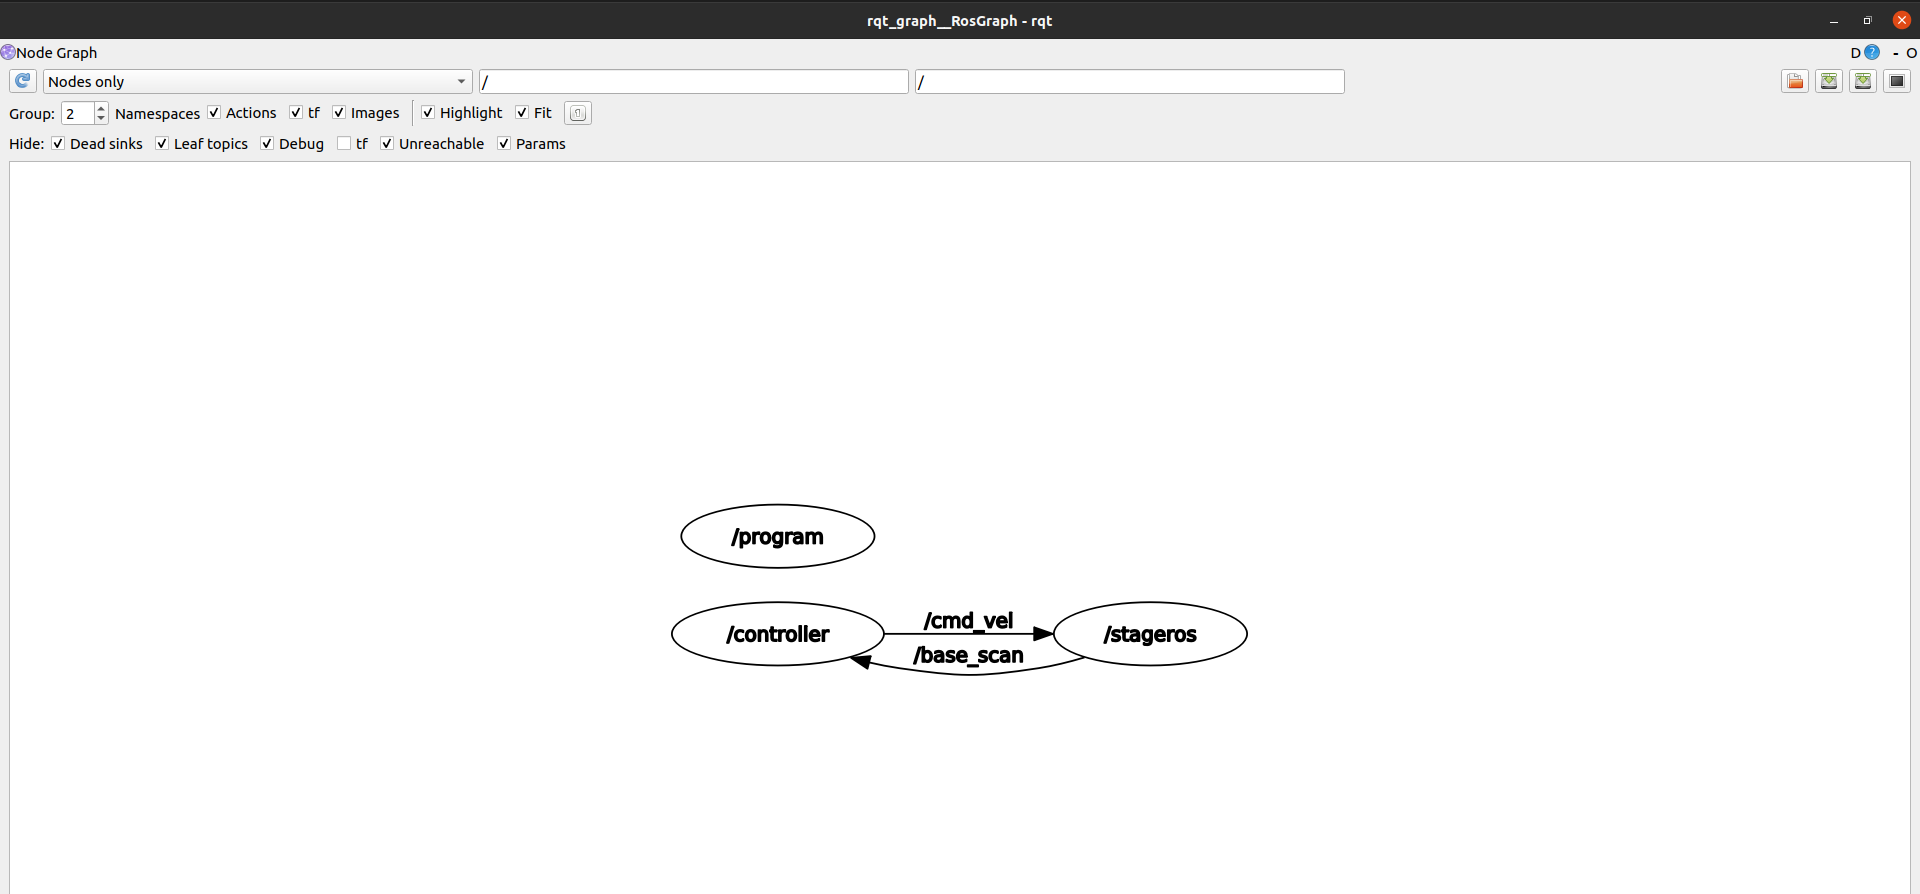 rqt_graph__RosGraph - rqt
Node Graph D ? - O
Nodes only / /
Group: 2 Namespaces Actions tf Images Highlight Fit
Hide: Dead sinks Leaf topics Debug tf Unreachable Params
/program
/controller /cmd_vel /stageros
/base_scan